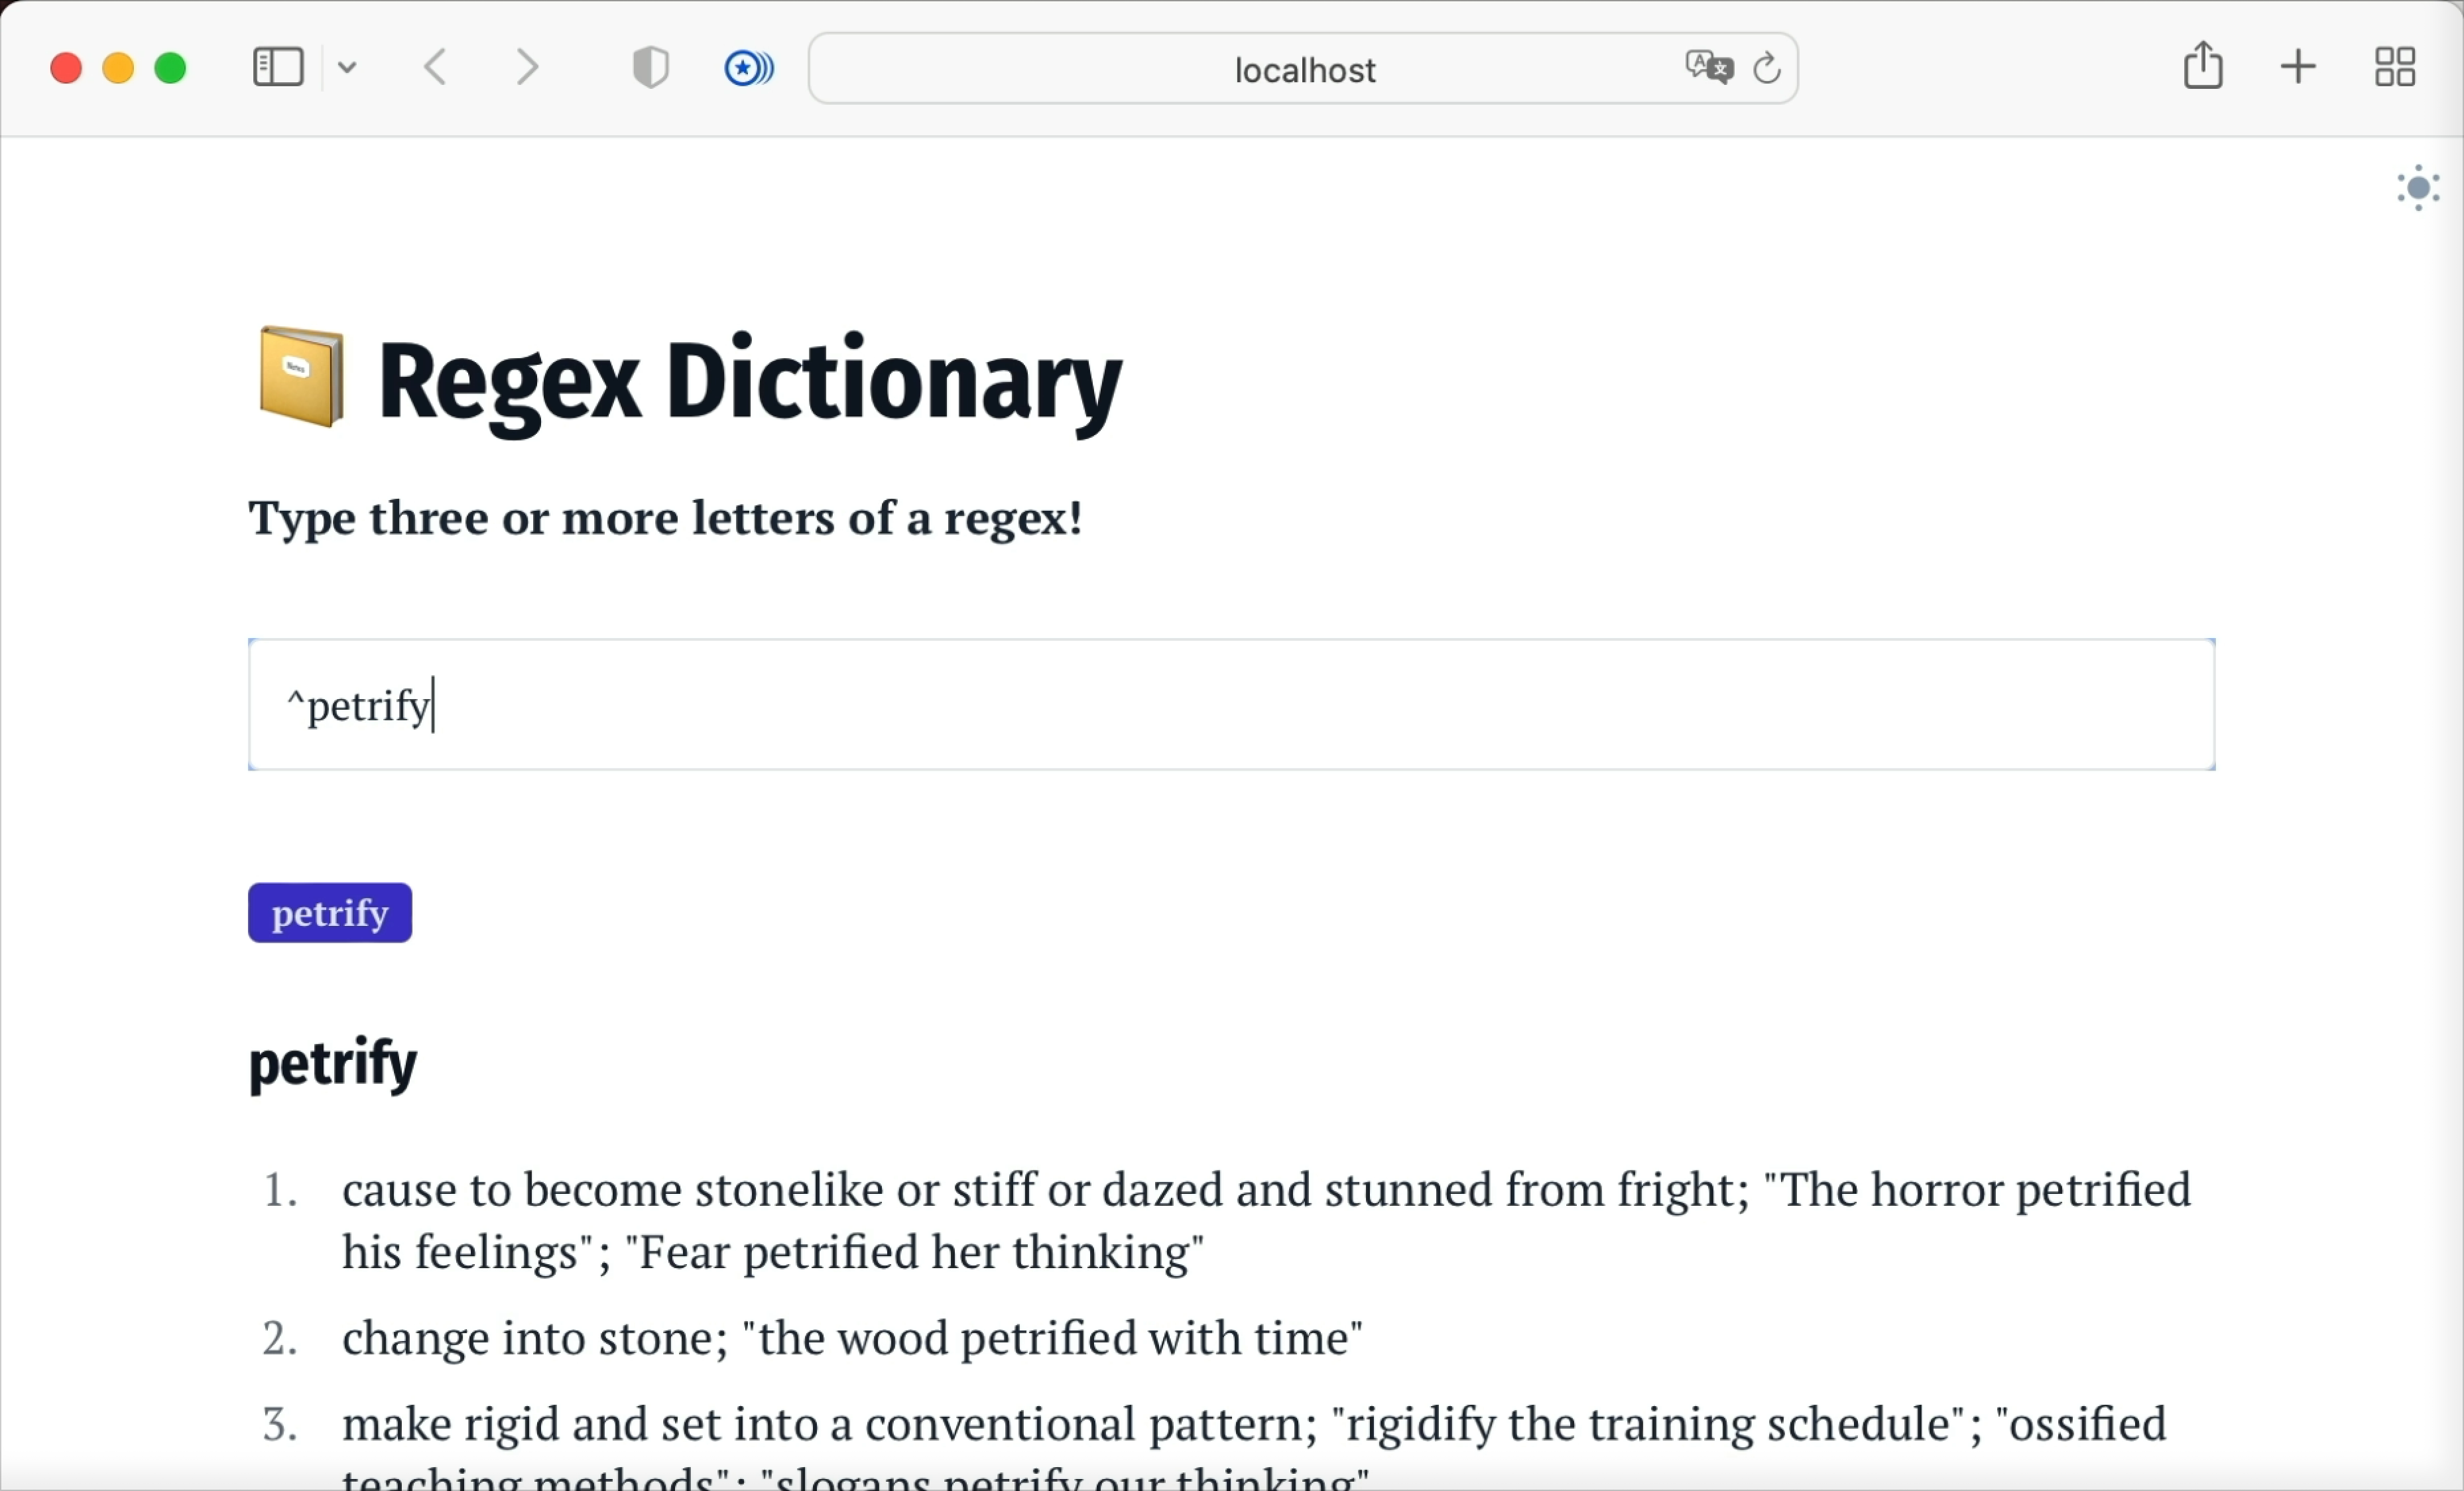 localhost
Regex Dictionary
Type three or more letters of a regex!
^petrify
petrify
petrify
1. cause to become stonelike or stiff or dazed and stunned from fright; "The horror petrified
his feelings"; "Fear petrified her thinking"
2. change into stone; "the wood petrified with time"
3. make rigid and set into a conventional pattern; "rigidify the training schedule"; "ossified
teaching methods"; "slogans petrify our thinking"